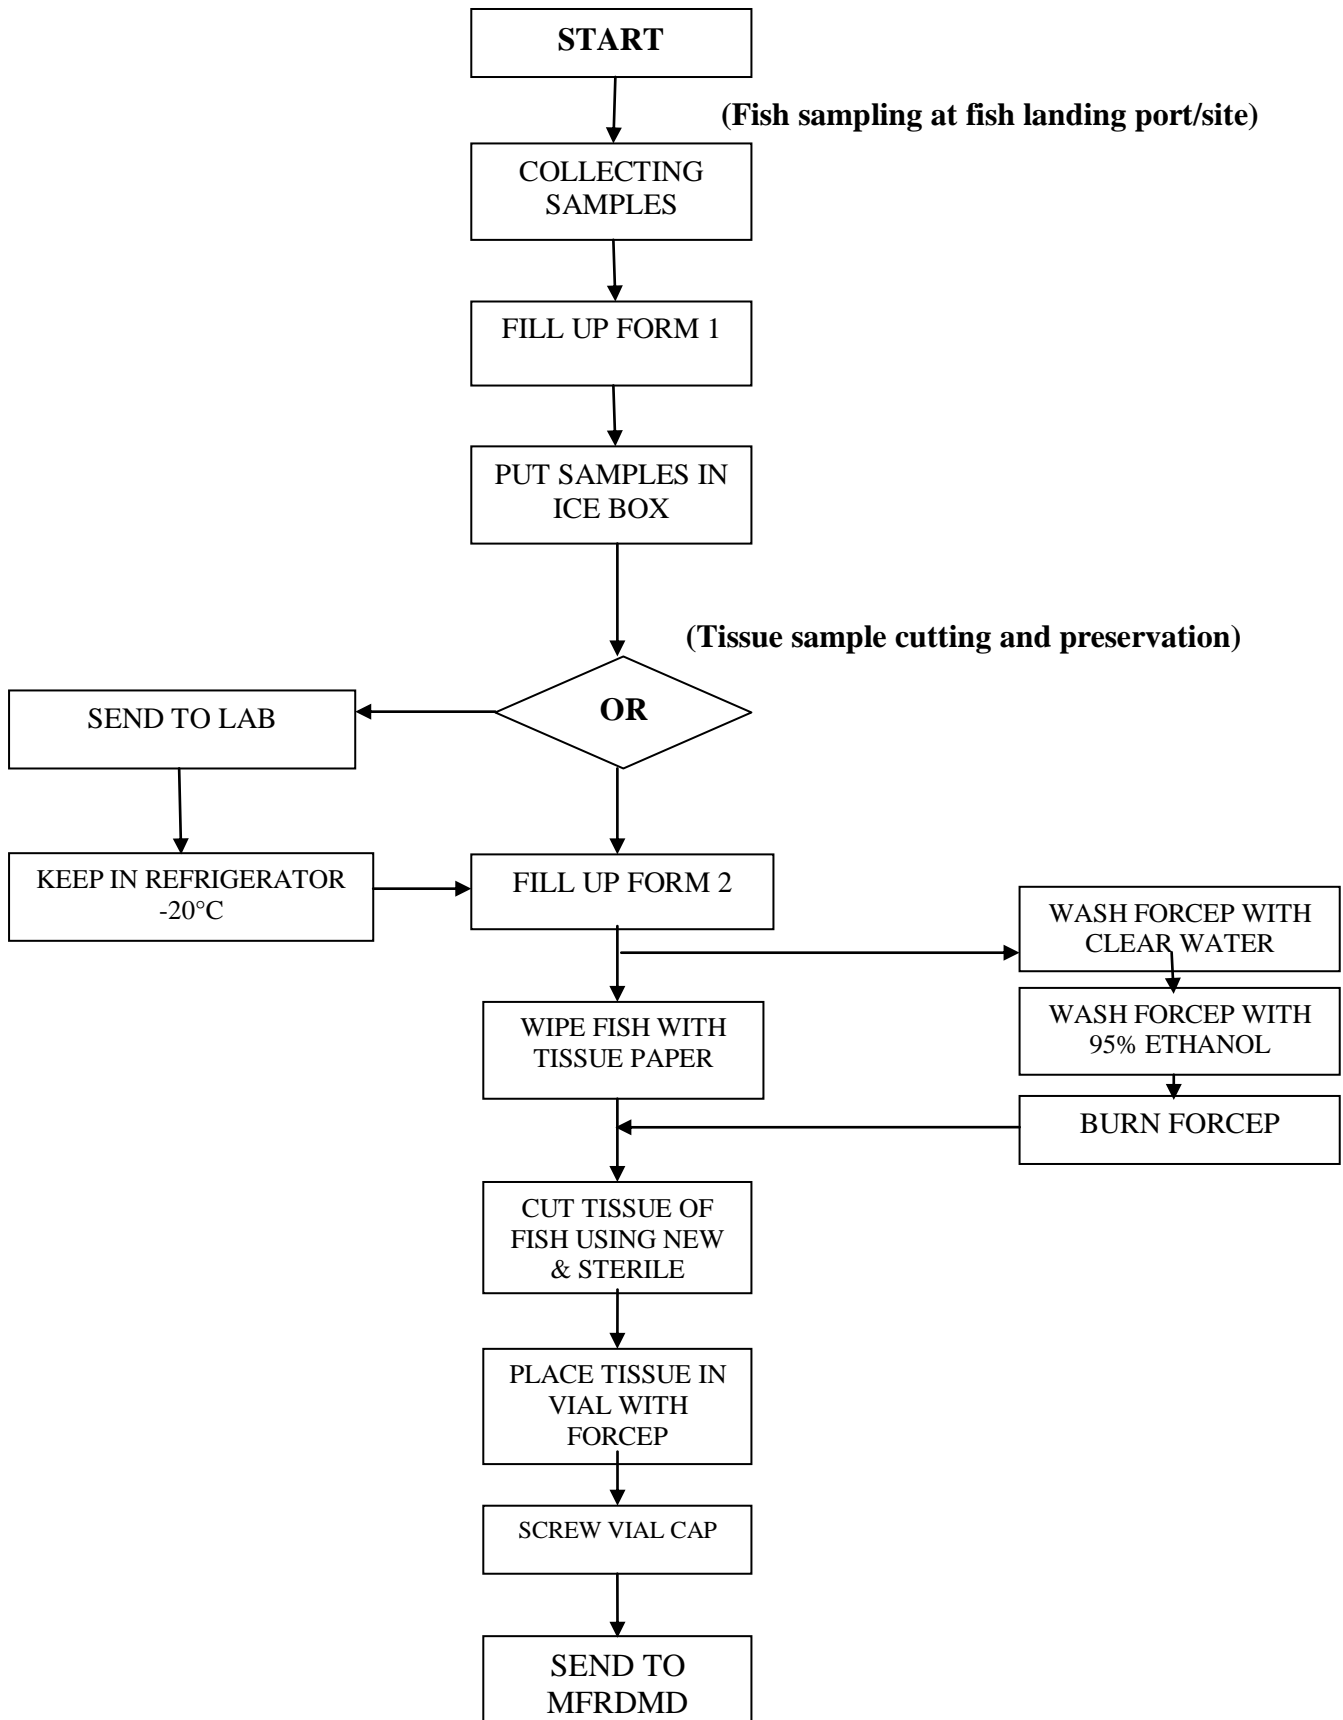 START
(Fish sampling at fish landing port/site)
COLLECTING
SAMPLES
FILL UP FORM 1
PUT SAMPLES IN
ICE BOX
(Tissue sample cutting and preservation)
OR
SEND TO LAB
KEEP IN REFRIGERATOR
-20°C
FILL UP FORM 2
WASH FORCEP WITH
CLEAR WATER
WASH FORCEP WITH
95% ETHANOL
BURN FORCEP
WIPE FISH WITH
TISSUE PAPER
CUT TISSUE OF
FISH USING NEW
& STERILE
PLACE TISSUE IN
VIAL WITH
FORCEP
SCREW VIAL CAP
SEND TO
MFRDMD